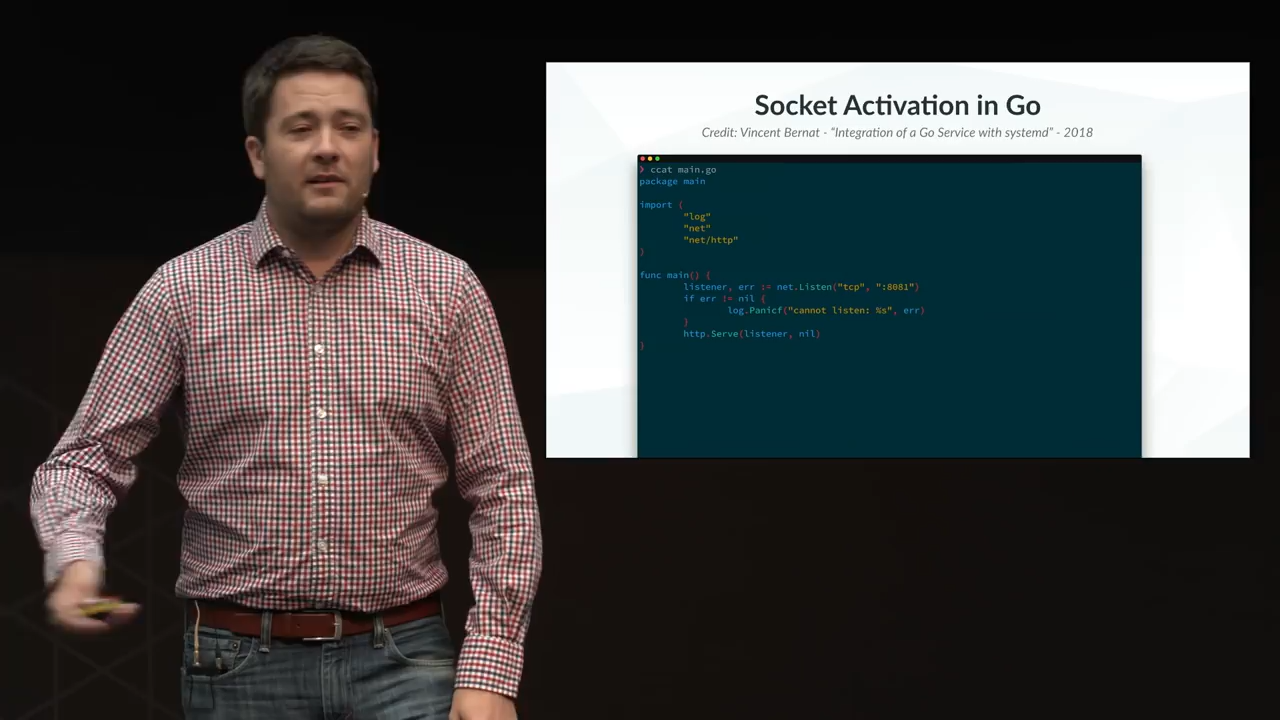 Socket Activation in Go
Credit: Vincent Bernat - “Integration of a Go Service with systemd” - 2018
❯ ccat main.go
package main
import (
"log"
"net"
"net/http"
)
func main() {
listener, err := net.Listen("tcp", ":8081")
if err != nil {
log.Panicf("cannot listen: %s", err)
}
http.Serve(listener, nil)
}